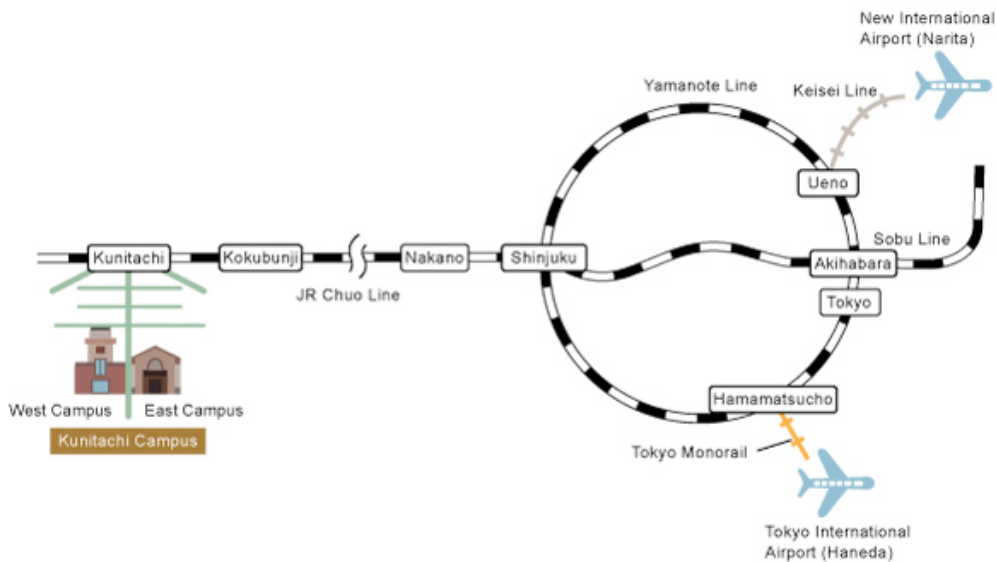 New International
Airport (Narita)
Yamanote Line
Keisei Line
Ueno
Sobu Line
Kunitachi
Kokubunji
Nakano
Shinjuku
Akihabara
JR Chuo Line
Tokyo
Hamamatsucho
West Campus
East Campus
Kunitachi Campus
Tokyo Monorail
Tokyo International
Airport (Haneda)